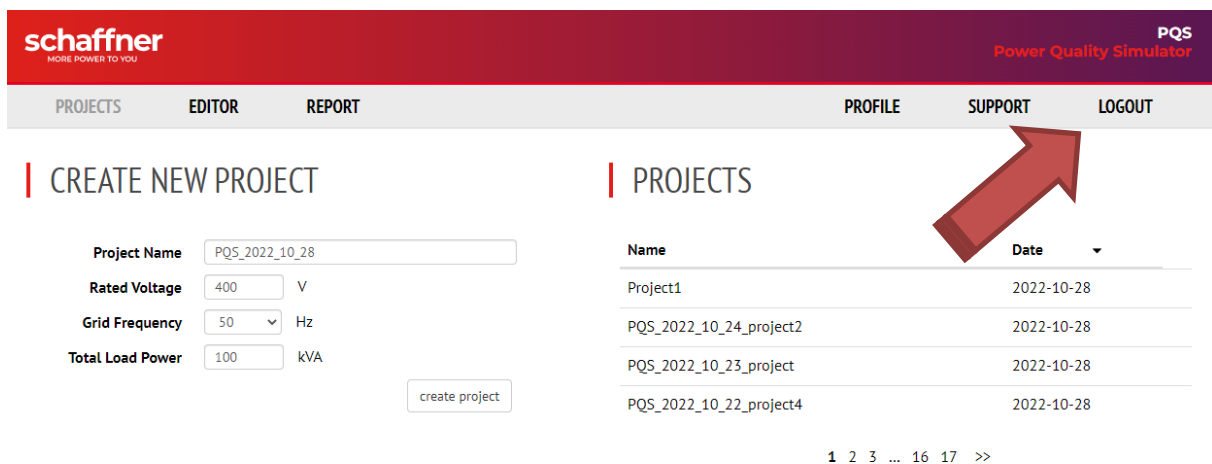 schaffner
MORE POWER TO YOU
PQS
Power Quality Simulator
PROJECTS EDITOR REPORT PROFILE SUPPORT LOGOUT
CREATE NEW PROJECT
Project Name PQS_2022_10_28
Rated Voltage 400 V
Grid Frequency 50 Hz
Total Load Power 100 kVA
create project
PROJECTS
Name Date
Project1 2022-10-28
PQS_2022_10_24_project2 2022-10-28
PQS_2022_10_23_project 2022-10-28
PQS_2022_10_22_project4 2022-10-28
1 2 3 ... 16 17 >>